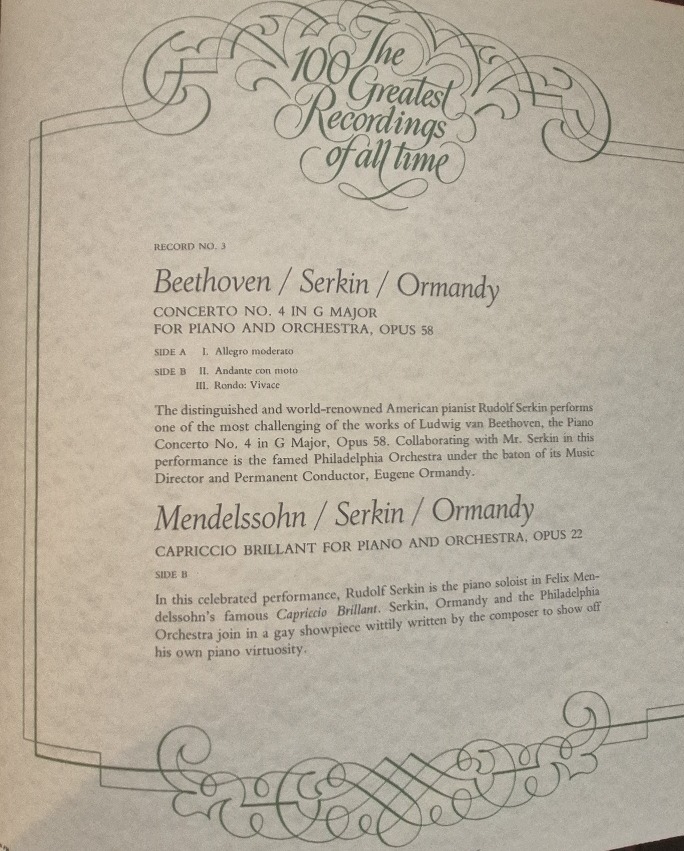 The
100 Greatest
Recordings
of all time
RECORD NO. 3
Beethoven / Serkin / Ormandy
CONCERTO NO. 4 IN G MAJOR
FOR PIANO AND ORCHESTRA, OPUS 58
SIDE A I. Allegro moderato
SIDE B II. Andante con moto
III. Rondo: Vivace
The distinguished and world-renowned American pianist Rudolf Serkin performs
one of the most challenging of the works of Ludwig van Beethoven, the Piano
Concerto No. 4 in G Major, Opus 58. Collaborating with Mr. Serkin in this
performance is the famed Philadelphia Orchestra under the baton of its Music
Director and Permanent Conductor, Eugene Ormandy.
Mendelssohn / Serkin / Ormandy
CAPRICCIO BRILLANT FOR PIANO AND ORCHESTRA, OPUS 22
SIDE B
In this celebrated performance, Rudolf Serkin is the piano soloist in Felix Men-
delssohn's famous Capriccio Brillant. Serkin, Ormandy and the Philadelphia
Orchestra join in a gay showpiece wittily written by the composer to show off
his own piano virtuosity.